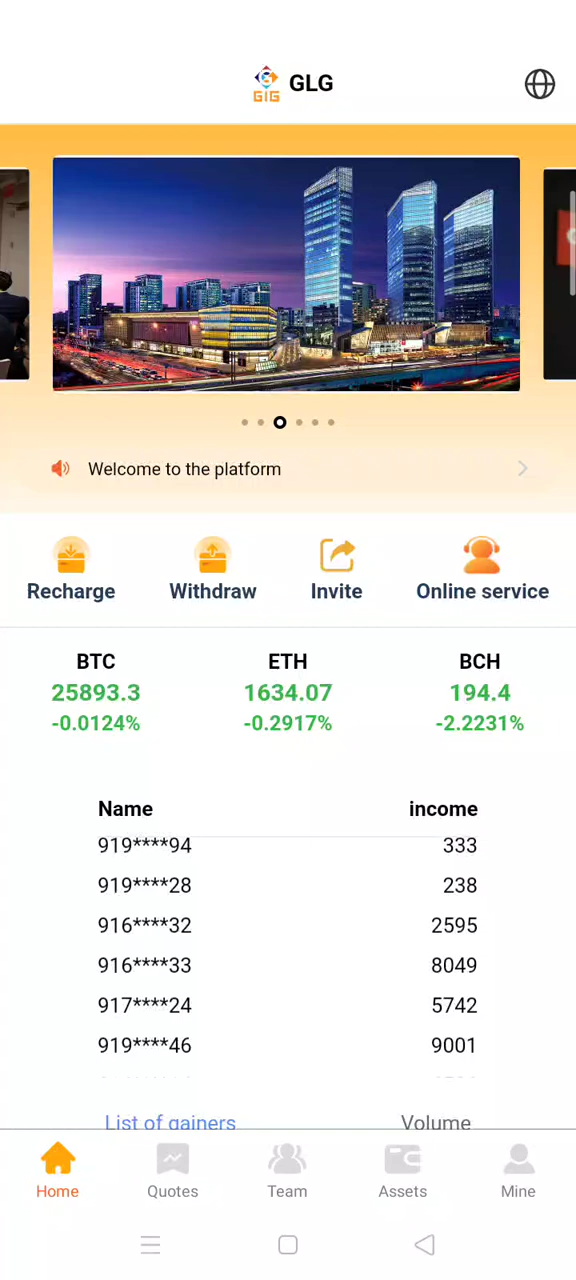 GIG GLG
Welcome to the platform
Recharge Withdraw Invite Online service
BTC ETH BCH
25893.3 1634.07 194.4
-0.0124% -0.2917% -2.2231%
Name income
919****94 333
919****28 238
916****32 2595
916****33 8049
917****24 5742
919****46 9001
List of gainers Volume
Home Quotes Team Assets Mine